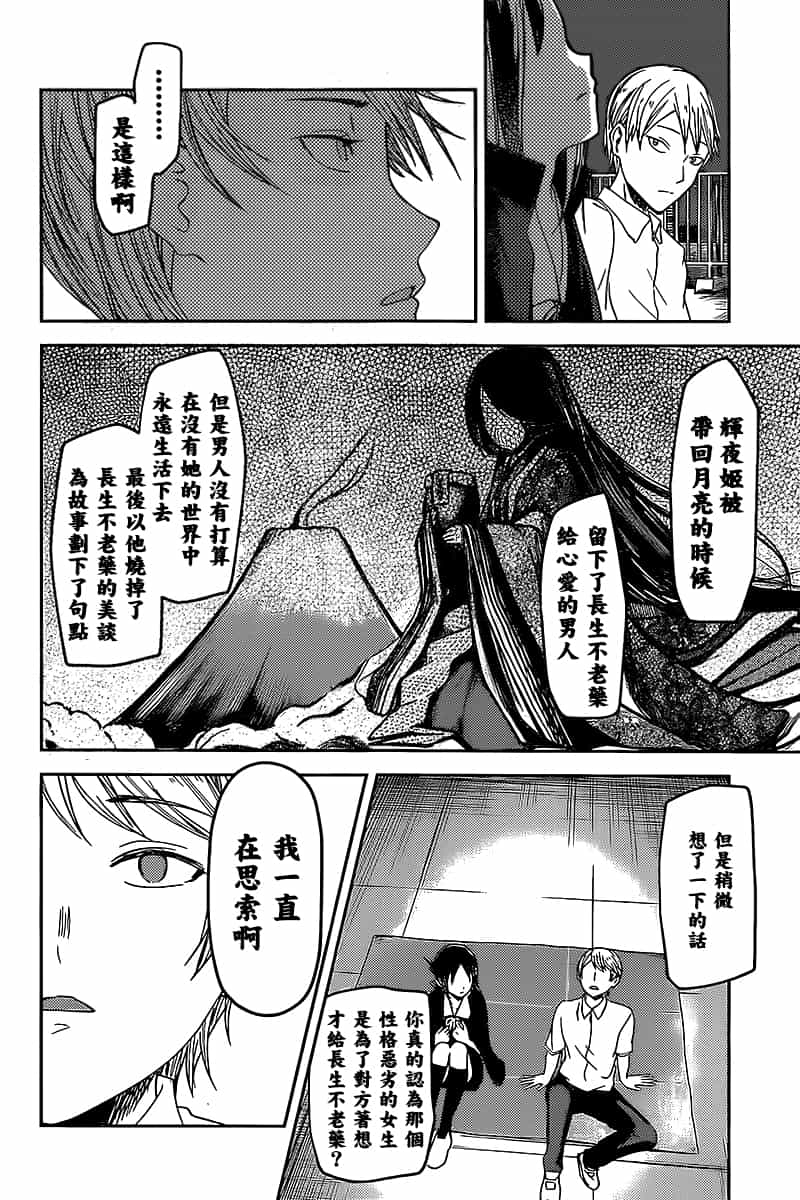 ………
是這樣啊
輝夜姬被
帶回月亮的時候
留下了長生不老藥
給心愛的男人
但是男人沒有打算
在沒有她的世界中
永遠生活下去
最後以他燒掉了
長生不老藥的美談
為故事劃下了句點
但是稍微
想了一下的話
你真的認為那個
性格惡劣的女生
是為了對方著想
才給長生不老藥？
我一直
在思索啊